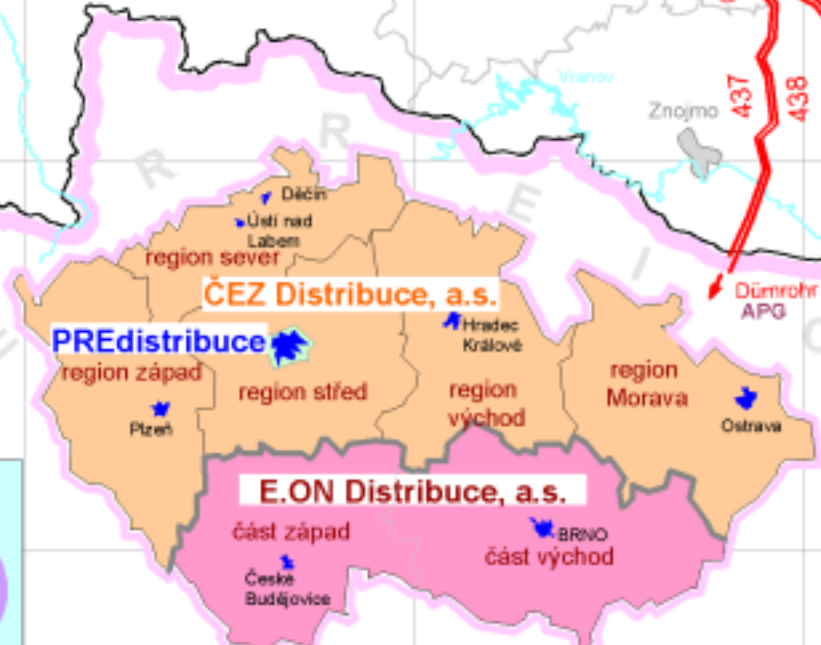 Vranov
Znojmo
437
438
R
R
E
I
Děčín
Ústí nad
Labem
region sever
ČEZ Distribuce, a.s.
Dürnrohr
APG
PREdistribuce
Hradec
Králové
region západ
region střed
region
východ
region
Morava
Plzeň
Ostrava
E.ON Distribuce, a.s.
část západ
BRNO
část východ
České
Budějovice